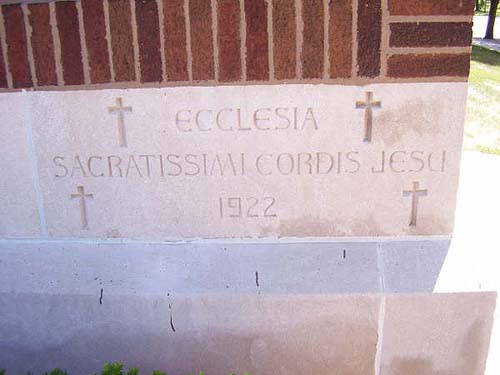 ECCLESIA
SACRATISSIMI CORDIS JESU
1922